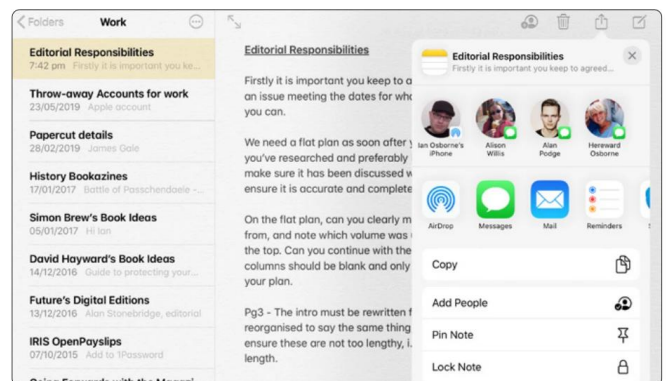 Folders
Work
Editorial Responsibilities
7:42 pm Firstly it is important you ke...
Throw-away Accounts for work
23/05/2019 Apple account
Papercut details
28/02/2019 James Gale
History Bookazines
17/01/2017 Battle of Passchendaele -...
Simon Brew's Book Ideas
05/01/2017 Hi Ian
David Hayward's Book Ideas
14/12/2016 Guide to protecting your...
Future's Digital Editions
13/12/2016 Alan Stonebridge, editorial
IRIS OpenPayslips
07/10/2015 Add to 1Password
Editorial Responsibilities
Firstly it is important you keep to a
an issue meeting the dates for who
you can.
We need a flat plan as soon after y
you've researched and preferably
make sure it has been discussed w
ensure it is accurate and complete
On the flat plan, can you clearly m
from, and note which volume was
the top. Can you continue with the
columns should be blank and only
your plan.
Pg3 - The intro must be rewritten f
reorganised to say the same thing
ensure these are not too lengthy, i.
length.
Editorial Responsibilities
Firstly it is important you keep to agreed...
Ian Osborne's
iPhone
Alison
Willis
Alan
Podge
Hereward
Osborne
AirDrop
Messages
Mail
Reminders
Copy
Add People
Pin Note
Lock Note